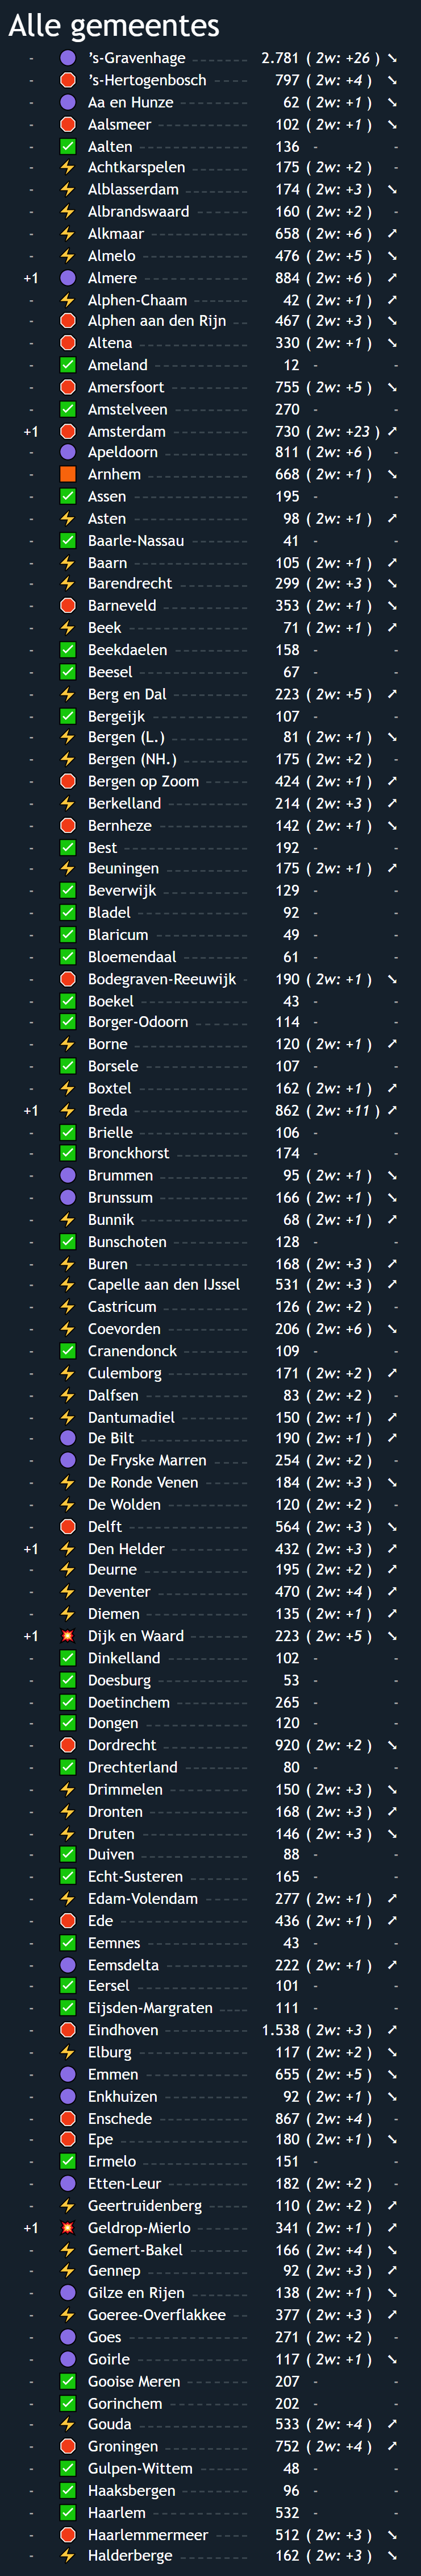 Alle gemeentes
- 's-Gravenhage 2.781 ( 2w: +26 ) ➘
- 's-Hertogenbosch 797 ( 2w: +4 ) ➘
- Aa en Hunze 62 ( 2w: +1 ) ➘
- Aalsmeer 102 ( 2w: +1 ) ➘
- Aalten 136 - -
- Achtkarspelen 175 ( 2w: +2 ) -
- Alblasserdam 174 ( 2w: +3 ) ➘
- Albrandswaard 160 ( 2w: +2 ) -
- Alkmaar 658 ( 2w: +6 ) ➚
- Almelo 476 ( 2w: +5 ) ➘
+1 Almere 884 ( 2w: +6 ) ➚
- Alphen-Chaam 42 ( 2w: +1 ) ➚
- Alphen aan den Rijn 467 ( 2w: +3 ) ➘
- Altena 330 ( 2w: +1 ) ➘
- Ameland 12 - -
- Amersfoort 755 ( 2w: +5 ) ➘
- Amstelveen 270 - -
+1 Amsterdam 730 ( 2w: +23 ) ➚
- Apeldoorn 811 ( 2w: +6 ) -
- Arnhem 668 ( 2w: +1 ) ➘
- Assen 195 - -
- Asten 98 ( 2w: +1 ) ➚
- Baarle-Nassau 41 - -
- Baarn 105 ( 2w: +1 ) ➚
- Barendrecht 299 ( 2w: +3 ) ➘
- Barneveld 353 ( 2w: +1 ) ➘
- Beek 71 ( 2w: +1 ) ➚
- Beekdaelen 158 - -
- Beesel 67 - -
- Berg en Dal 223 ( 2w: +5 ) ➚
- Bergeijk 107 - -
- Bergen (L.) 81 ( 2w: +1 ) ➘
- Bergen (NH.) 175 ( 2w: +2 ) -
- Bergen op Zoom 424 ( 2w: +1 ) ➚
- Berkelland 214 ( 2w: +3 ) ➚
- Bernheze 142 ( 2w: +1 ) ➘
- Best 192 - -
- Beuningen 175 ( 2w: +1 ) ➚
- Beverwijk 129 - -
- Bladel 92 - -
- Blaricum 49 - -
- Bloemendaal 61 - -
- Bodegraven-Reeuwijk 190 ( 2w: +1 ) ➘
- Boekel 43 - -
- Borger-Odoorn 114 - -
- Borne 120 ( 2w: +1 ) ➚
- Borsele 107 - -
- Boxtel 162 ( 2w: +1 ) ➚
+1 Breda 862 ( 2w: +11 ) ➚
- Brielle 106 - -
- Bronckhorst 174 - -
- Brummen 95 ( 2w: +1 ) ➘
- Brunssum 166 ( 2w: +1 ) ➘
- Bunnik 68 ( 2w: +1 ) ➚
- Bunschoten 128 - -
- Buren 168 ( 2w: +3 ) ➚
- Capelle aan den IJssel 531 ( 2w: +3 ) ➚
- Castricum 126 ( 2w: +2 ) -
- Coevorden 206 ( 2w: +6 ) ➘
- Cranendonck 109 - -
- Culemborg 171 ( 2w: +2 ) ➚
- Dalfsen 83 ( 2w: +2 ) -
- Dantumadiel 150 ( 2w: +1 ) ➚
- De Bilt 190 ( 2w: +1 ) ➚
- De Fryske Marren 254 ( 2w: +2 ) -
- De Ronde Venen 184 ( 2w: +3 ) ➘
- De Wolden 120 ( 2w: +2 ) -
- Delft 564 ( 2w: +3 ) ➘
+1 Den Helder 432 ( 2w: +3 ) ➚
- Deurne 195 ( 2w: +2 ) ➚
- Deventer 470 ( 2w: +4 ) ➚
- Diemen 135 ( 2w: +1 ) ➚
+1 Dijk en Waard 223 ( 2w: +5 ) ➘
- Dinkelland 102 - -
- Doesburg 53 - -
- Doetinchem 265 - -
- Dongen 120 - -
- Dordrecht 920 ( 2w: +2 ) ➘
- Drechterland 80 - -
- Drimmelen 150 ( 2w: +3 ) ➘
- Dronten 168 ( 2w: +3 ) ➚
- Druten 146 ( 2w: +3 ) ➘
- Duiven 88 - -
- Echt-Susteren 165 - -
- Edam-Volendam 277 ( 2w: +1 ) ➚
- Ede 436 ( 2w: +1 ) ➚
- Eemnes 43 - -
- Eemsdelta 222 ( 2w: +1 ) ➚
- Eersel 101 - -
- Eijsden-Margraten 111 - -
- Eindhoven 1.538 ( 2w: +3 ) ➚
- Elburg 117 ( 2w: +2 ) ➘
- Emmen 655 ( 2w: +5 ) ➘
- Enkhuizen 92 ( 2w: +1 ) ➘
- Enschede 867 ( 2w: +4 ) -
- Epe 180 ( 2w: +1 ) ➘
- Ermelo 151 - -
- Etten-Leur 182 ( 2w: +2 ) -
- Geertruidenberg 110 ( 2w: +2 ) ➚
+1 Geldrop-Mierlo 341 ( 2w: +1 ) ➚
- Gemert-Bakel 166 ( 2w: +4 ) ➘
- Gennep 92 ( 2w: +3 ) ➚
- Gilze en Rijen 138 ( 2w: +1 ) ➘
- Goeree-Overflakkee 377 ( 2w: +3 ) ➚
- Goes 271 ( 2w: +2 ) -
- Goirle 117 ( 2w: +1 ) ➘
- Gooise Meren 207 - -
- Gorinchem 202 - -
- Gouda 533 ( 2w: +4 ) ➚
- Groningen 752 ( 2w: +4 ) ➚
- Gulpen-Wittem 48 - -
- Haaksbergen 96 - -
- Haarlem 532 - -
- Haarlemmermeer 512 ( 2w: +3 ) ➘
- Halderberge 162 ( 2w: +3 ) ➘